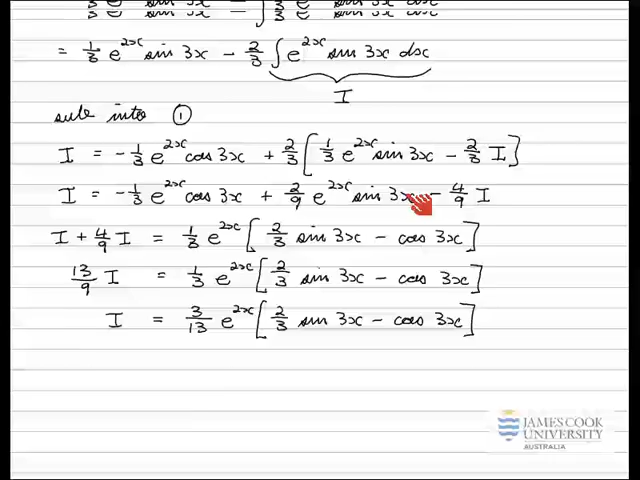 = 1/3 e^2x sin 3x − 2/3 ∫ e^2x sin 3x dx
I
sub into ①
I = −1/3 e^2x cos 3x + 2/3 [ 1/3 e^2x sin 3x − 2/3 I ]
I = −1/3 e^2x cos 3x + 2/9 e^2x sin 3x − 4/9 I
I + 4/9 I = 1/3 e^2x [ 2/3 sin 3x − cos 3x ]
13/9 I = 1/3 e^2x [ 2/3 sin 3x − cos 3x ]
I = 3/13 e^2x [ 2/3 sin 3x − cos 3x ]
JAMES COOK
UNIVERSITY
AUSTRALIA